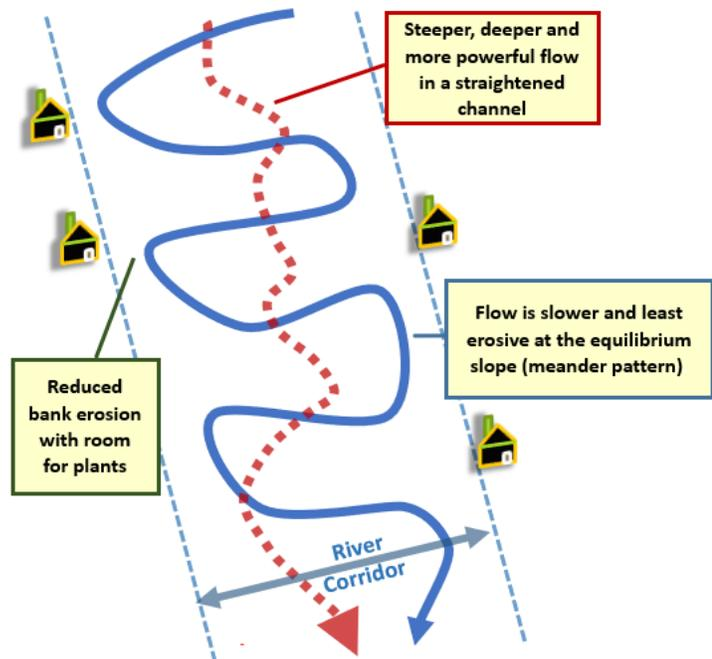 Steeper, deeper and
more powerful flow
in a straightened
channel
Flow is slower and least
erosive at the equilibrium
slope (meander pattern)
Reduced
bank erosion
with room
for plants
River
Corridor